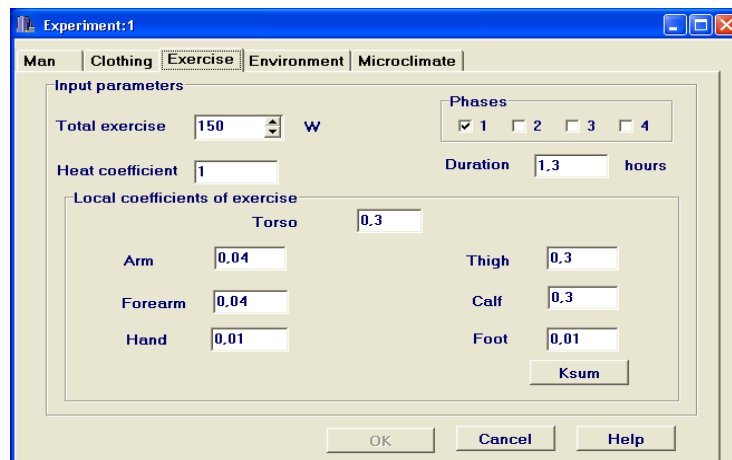 Experiment:1
Man Clothing Exercise Environment Microclimate
Input parameters
Phases
Total exercise 150 W 1 2 3 4
Heat coefficient 1 Duration 1,3 hours
Local coefficients of exercise
Torso 0,3
Arm 0,04 Thigh 0,3
Forearm 0,04 Calf 0,3
Hand 0,01 Foot 0,01
Ksum
OK Cancel Help